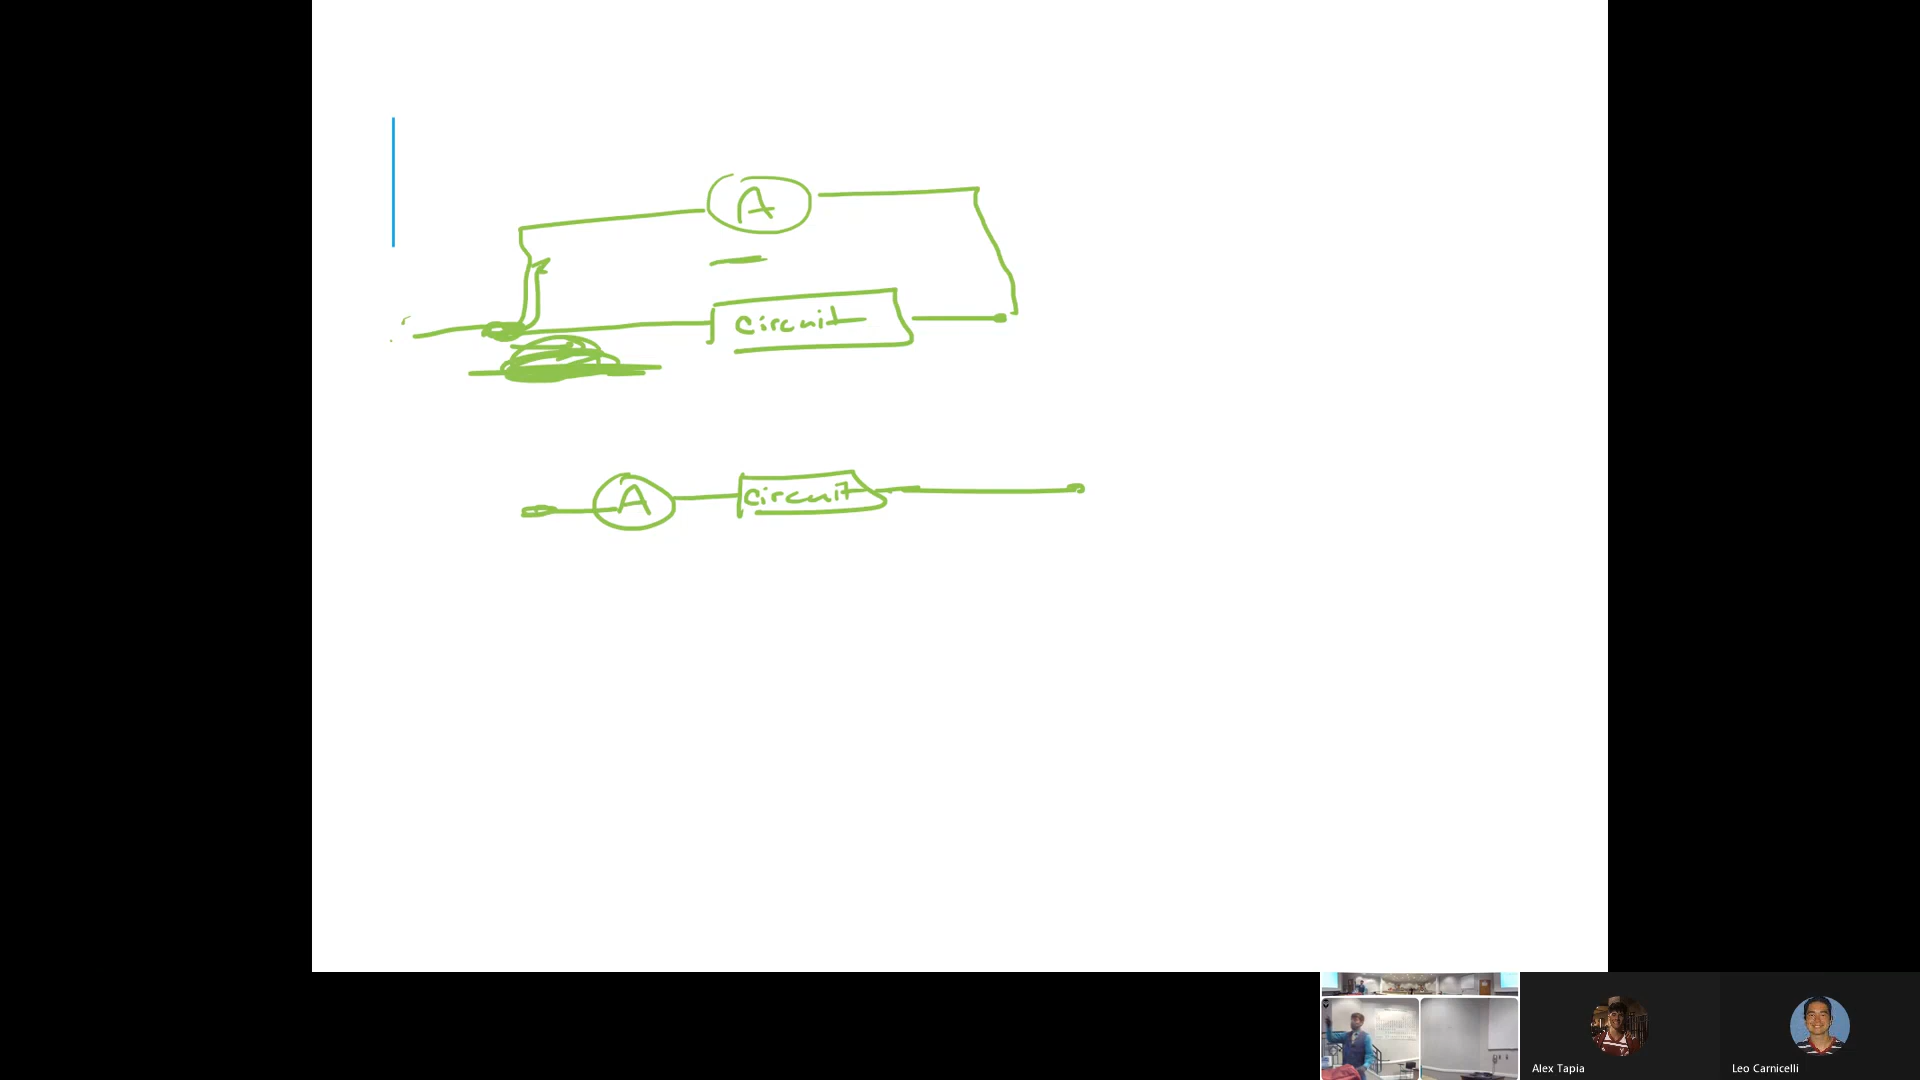 A
circuit
A
circuit
Alex Tapia
Leo Carnicelli